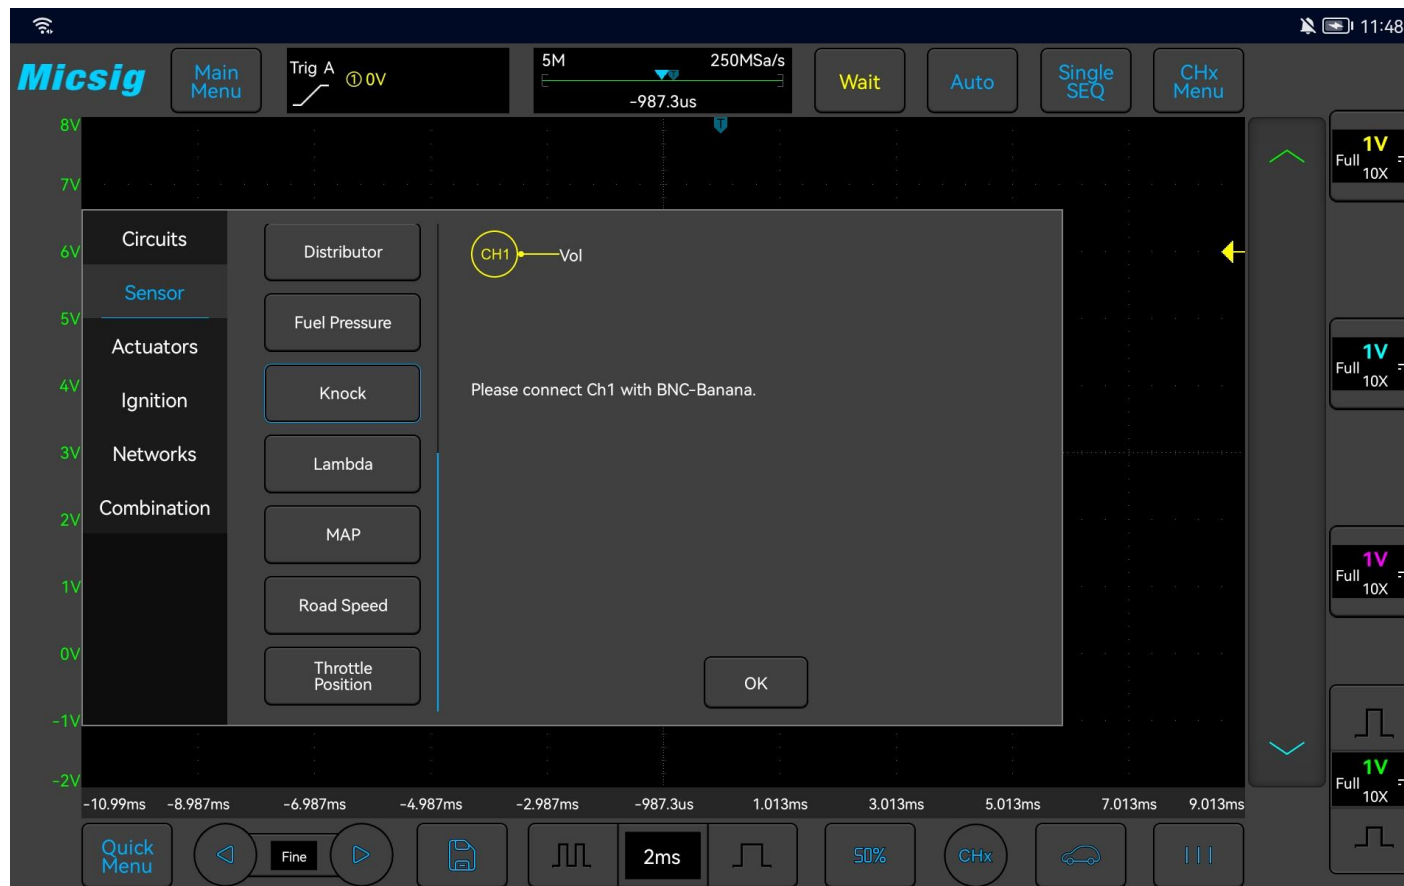 11:48
Micsig
Main
Menu
Trig A
① 0V
5M
250MSa/s
-987.3us
Wait
Auto
Single
SEQ
CHx
Menu
T
8V
7V
6V
5V
4V
3V
2V
1V
0V
-1V
-2V
Circuits
Sensor
Actuators
Ignition
Networks
Combination
Distributor
Fuel Pressure
Knock
Lambda
MAP
Road Speed
Throttle
Position
CH1
Vol
Please connect Ch1 with BNC-Banana.
OK
1V
Full
10X
1V
Full
10X
1V
Full
10X
1V
Full
10X
-10.99ms
-8.987ms
-6.987ms
-4.987ms
-2.987ms
-987.3us
1.013ms
3.013ms
5.013ms
7.013ms
9.013ms
Quick
Menu
Fine
2ms
50%
CHx